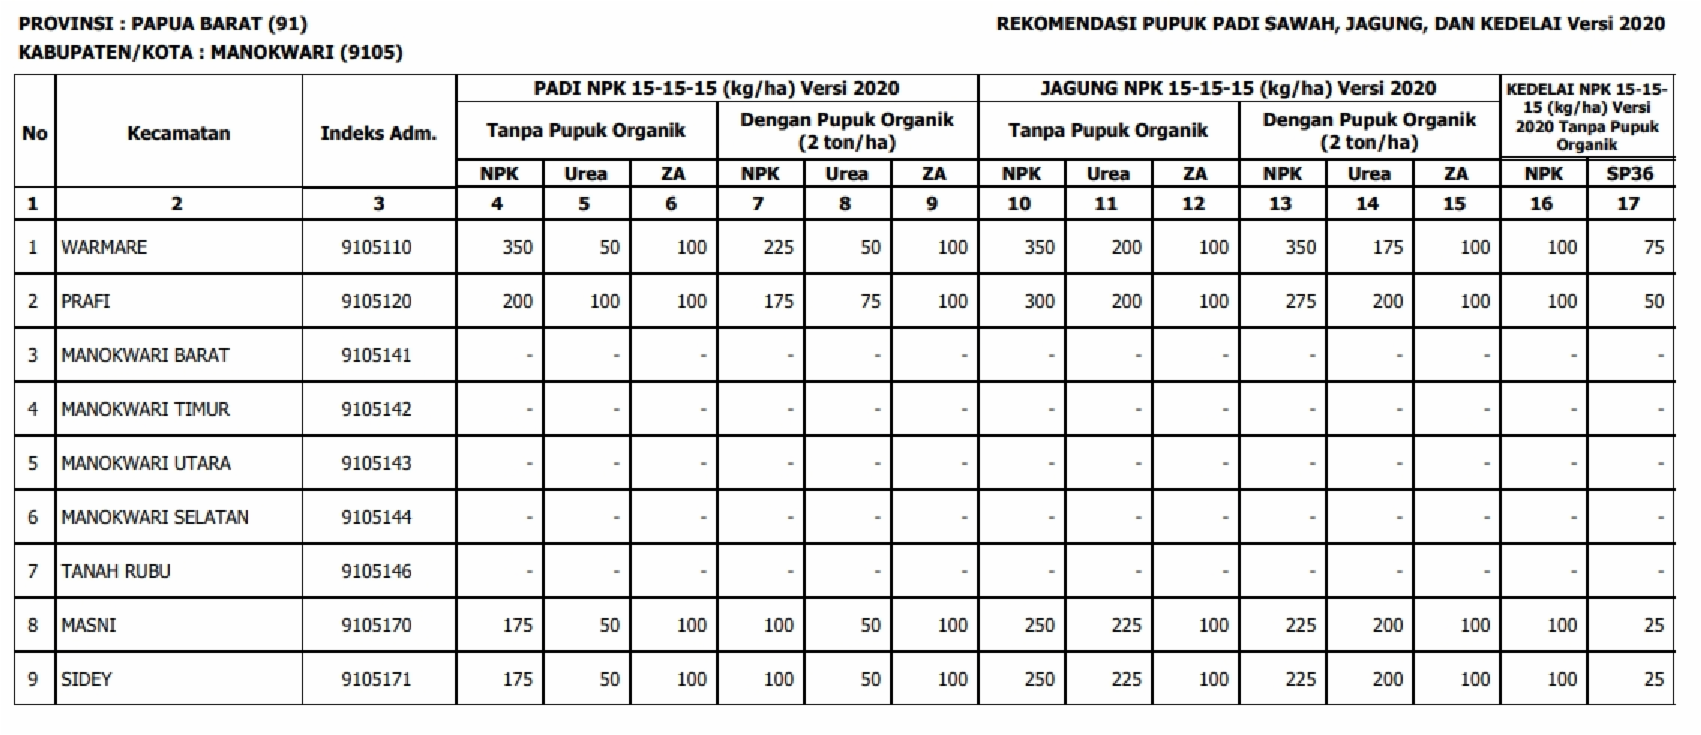 PROVINSI : PAPUA BARAT (91) REKOMENDASI PUPUK PADI SAWAH, JAGUNG, DAN KEDELAI Versi 2020
KABUPATEN/KOTA : MANOKWARI (9105)
No Kecamatan Indeks Adm. PADI NPK 15-15-15 (kg/ha) Versi 2020 JAGUNG NPK 15-15-15 (kg/ha) Versi 2020 KEDELAI NPK 15-15-
15 (kg/ha) Versi
2020 Tanpa Pupuk
Organik
Tanpa Pupuk Organik Dengan Pupuk Organik
(2 ton/ha) Tanpa Pupuk Organik Dengan Pupuk Organik
(2 ton/ha)
NPK Urea ZA NPK Urea ZA NPK Urea ZA NPK Urea ZA NPK SP36
1 2 3 4 5 6 7 8 9 10 11 12 13 14 15 16 17
1 WARMARE 9105110 350 50 100 225 50 100 350 200 100 350 175 100 100 75
2 PRAFI 9105120 200 100 100 175 75 100 300 200 100 275 200 100 100 50
3 MANOKWARI BARAT 9105141 - - - - - - - - - - - - - -
4 MANOKWARI TIMUR 9105142 - - - - - - - - - - - - - -
5 MANOKWARI UTARA 9105143 - - - - - - - - - - - - - -
6 MANOKWARI SELATAN 9105144 - - - - - - - - - - - - - -
7 TANAH RUBU 9105146 - - - - - - - - - - - - - -
8 MASNI 9105170 175 50 100 100 50 100 250 225 100 225 200 100 100 25
9 SIDEY 9105171 175 50 100 100 50 100 250 225 100 225 200 100 100 25